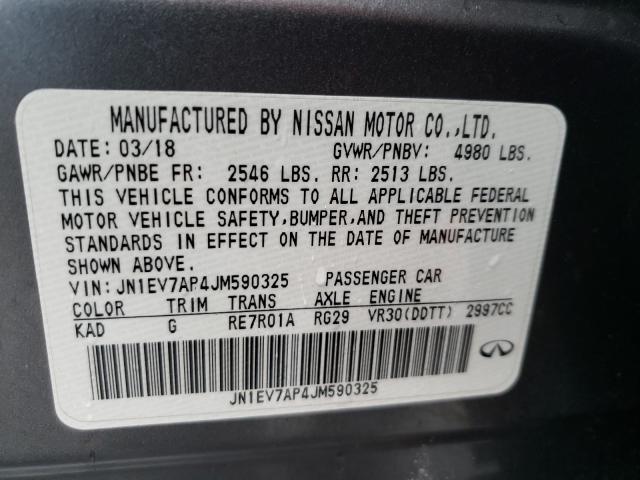 MANUFACTURED BY NISSAN MOTOR CO.,LTD.
DATE: 03/18 GVWR/PNBV: 4980 LBS.
GAWR/PNBE FR: 2546 LBS. RR: 2513 LBS.
THIS VEHICLE CONFORMS TO ALL APPLICABLE FEDERAL
MOTOR VEHICLE SAFETY,BUMPER,AND THEFT PREVENTION
STANDARDS IN EFFECT ON THE DATE OF MANUFACTURE
SHOWN ABOVE.
VIN: JN1EV7AP4JM590325 PASSENGER CAR
COLOR TRIM TRANS AXLE ENGINE
KAD G RE7R01A RG29 VR30(DDTT) 2997CC
JN1EV7AP4JM590325